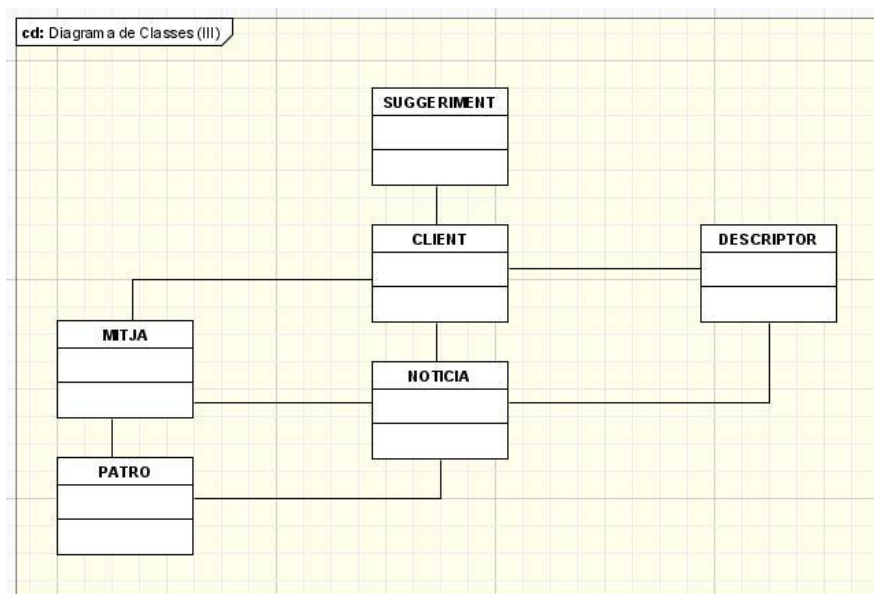 cd: Diagrama de Classes (III)
SUGGERIMENT
CLIENT
DESCRIPTOR
MITJA
NOTICIA
PATRO